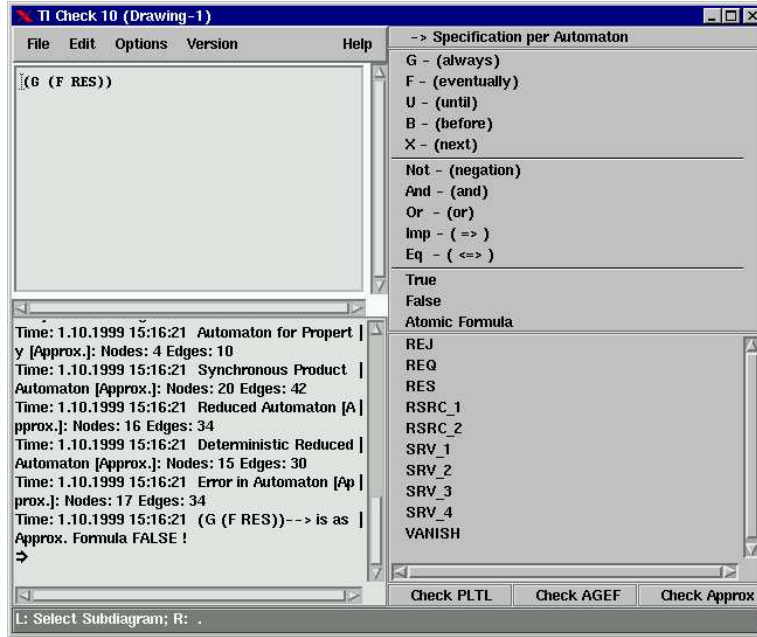 TI Check 10 (Drawing-1)
File Edit Options Version Help
(G (F RES))
Time: 1.10.1999 15:16:21 Automaton for Propert
y [Approx.]: Nodes: 4 Edges: 10
Time: 1.10.1999 15:16:21 Synchronous Product
Automaton [Approx.]: Nodes: 20 Edges: 42
Time: 1.10.1999 15:16:21 Reduced Automaton [A
pprox.]: Nodes: 16 Edges: 34
Time: 1.10.1999 15:16:21 Deterministic Reduced
Automaton [Approx.]: Nodes: 15 Edges: 30
Time: 1.10.1999 15:16:21 Error in Automaton [Ap
prox.]: Nodes: 17 Edges: 34
Time: 1.10.1999 15:16:21 (G (F RES))--> is as
Approx. Formula FALSE !
=>
-> Specification per Automaton
G - (always)
F - (eventually)
U - (until)
B - (before)
X - (next)
Not - (negation)
And - (and)
Or - (or)
Imp - ( => )
Eq - ( <=> )
True
False
Atomic Formula
REJ
REQ
RES
RSRC_1
RSRC_2
SRV_1
SRV_2
SRV_3
SRV_4
VANISH
Check PLTL Check AGEF Check Approx
L: Select Subdiagram; R: .